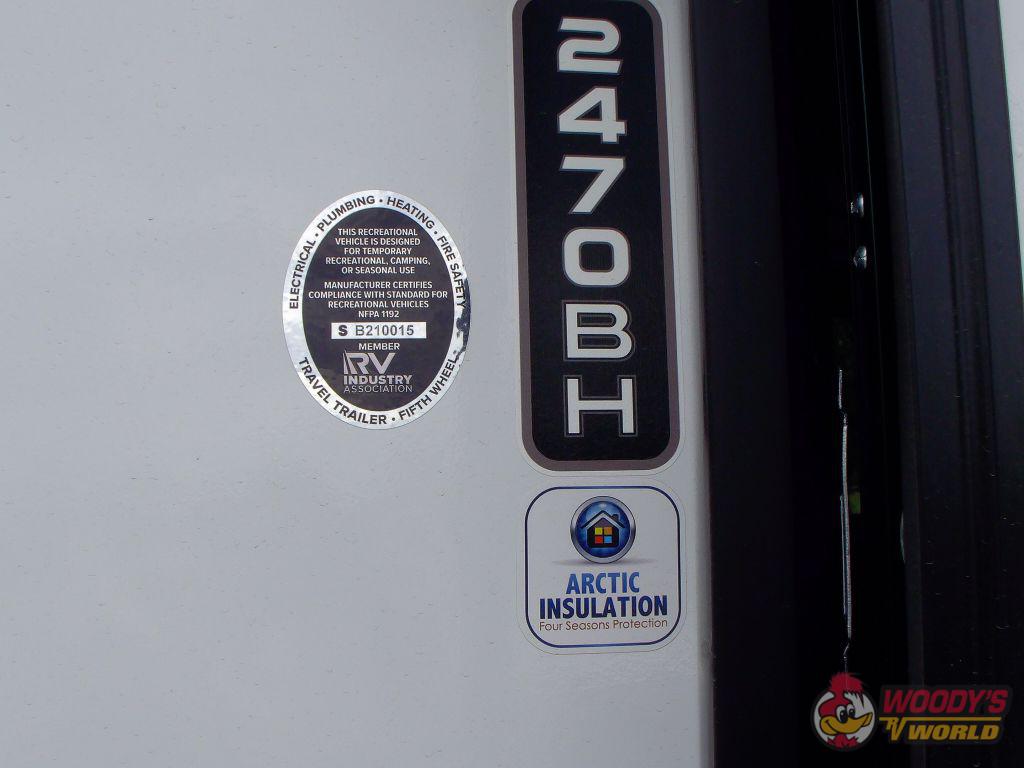 2470BH
ELECTRICAL • PLUMBING • HEATING • FIRE SAFETY
THIS RECREATIONAL
VEHICLE IS DESIGNED
FOR TEMPORARY
RECREATIONAL, CAMPING,
OR SEASONAL USE
MANUFACTURER CERTIFIES
COMPLIANCE WITH STANDARD FOR
RECREATIONAL VEHICLES
NFPA 1192
S B210015
MEMBER
RV
INDUSTRY
ASSOCIATION
TRAVEL TRAILER • FIFTH WHEEL
ARCTIC
INSULATION
Four Seasons Protection
WOODY'S
RV WORLD